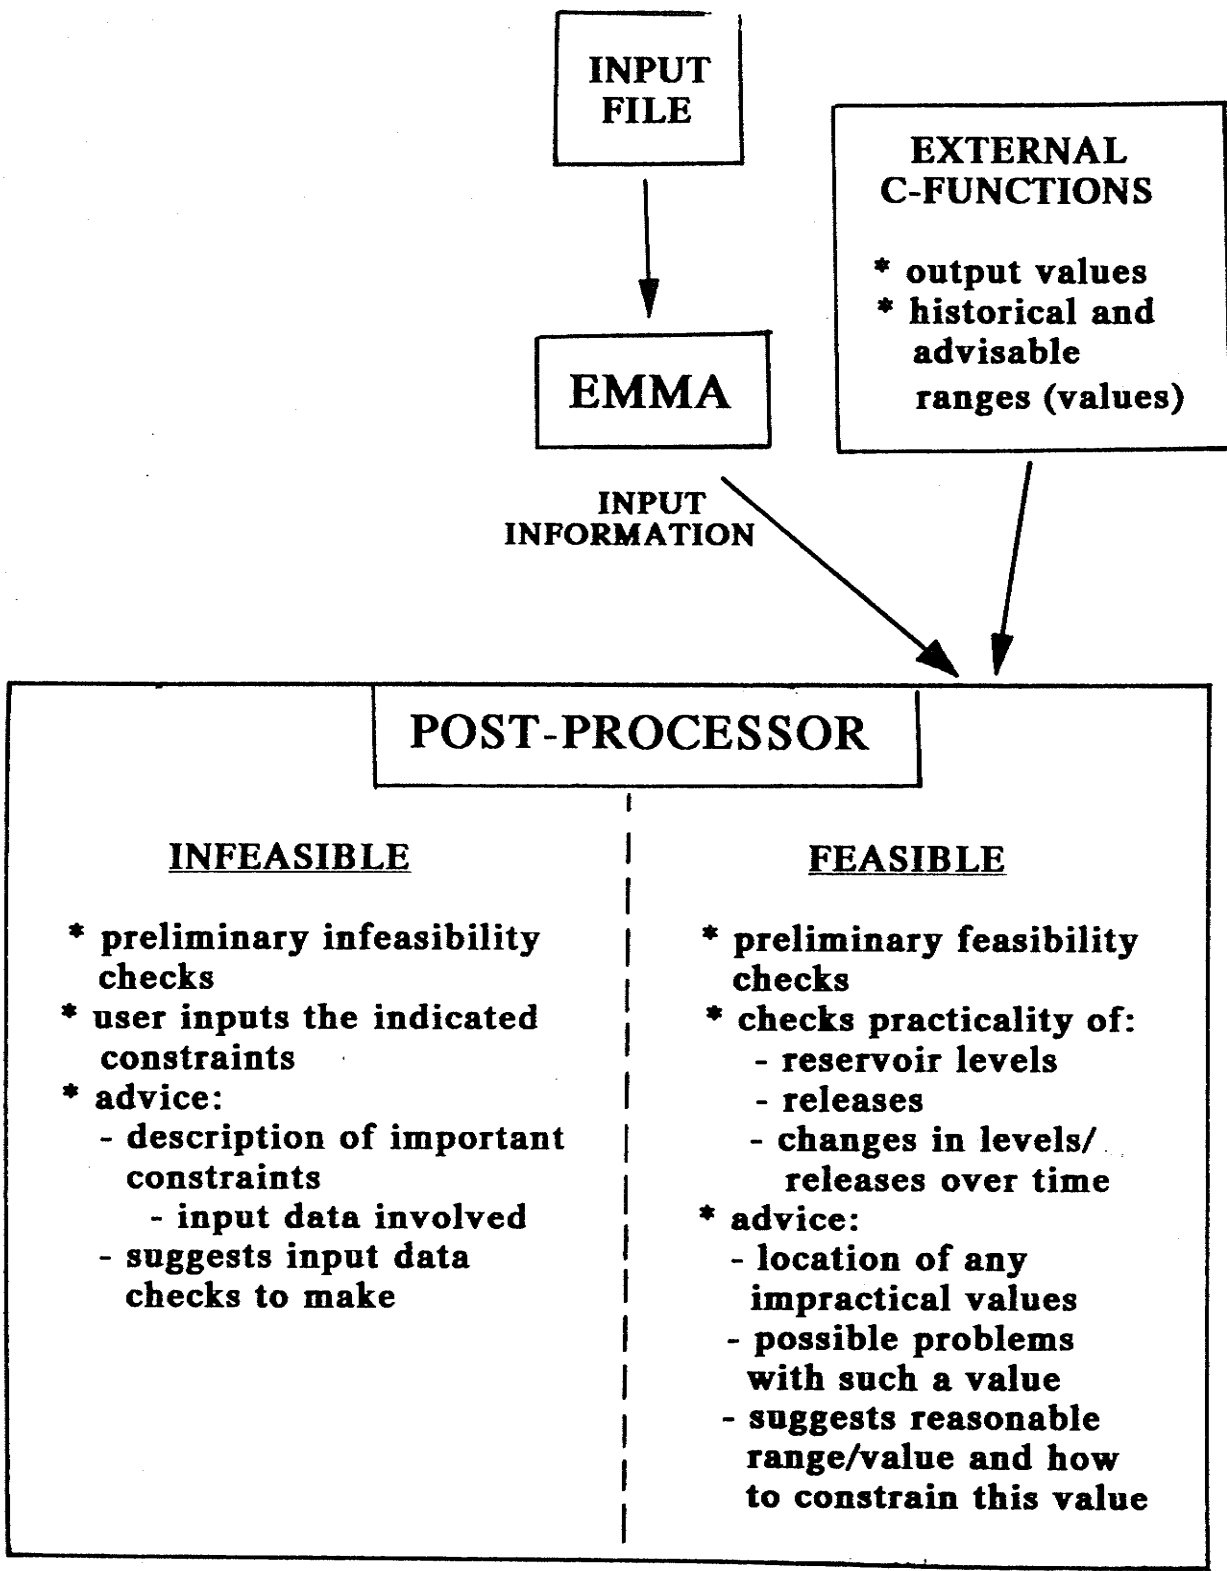 INPUT
FILE
EXTERNAL
C-FUNCTIONS
* output values
* historical and
advisable
ranges (values)
EMMA
INPUT
INFORMATION
POST-PROCESSOR
INFEASIBLE
* preliminary infeasibility
checks
* user inputs the indicated
constraints
* advice:
- description of important
constraints
- input data involved
- suggests input data
checks to make
FEASIBLE
* preliminary feasibility
checks
* checks practicality of:
- reservoir levels
- releases
- changes in levels/
releases over time
* advice:
- location of any
impractical values
- possible problems
with such a value
- suggests reasonable
range/value and how
to constrain this value